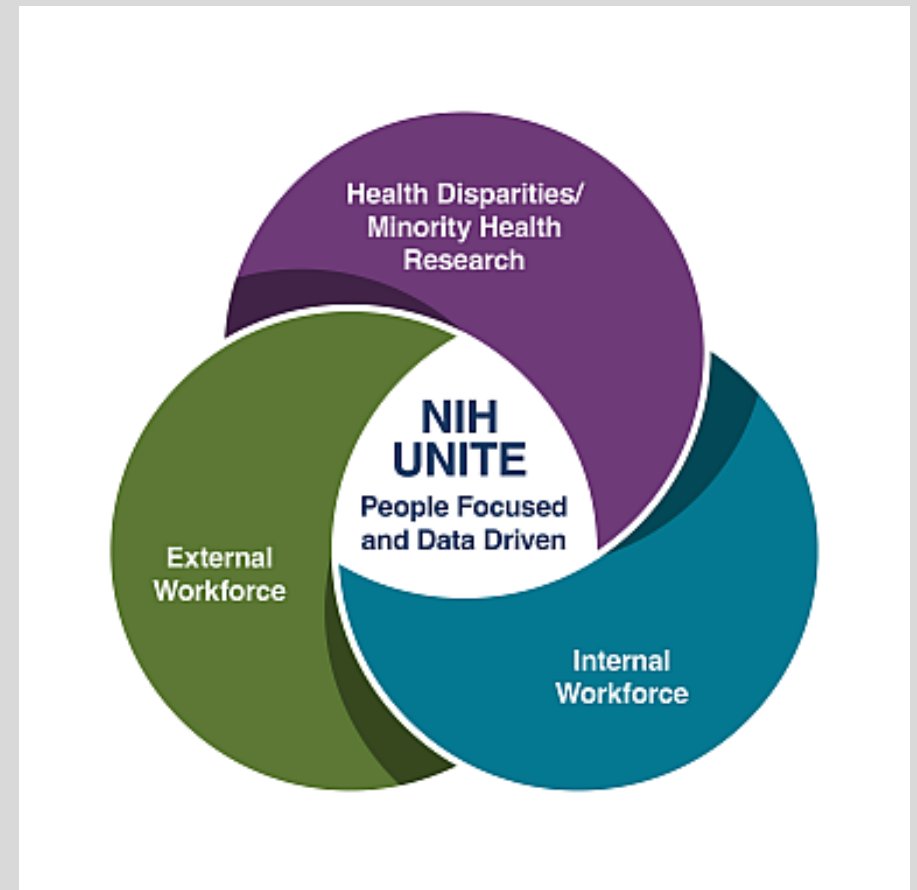 Health Disparities/
Minority Health
Research
NIH
UNITE
People Focused
and Data Driven
External
Workforce
Internal
Workforce